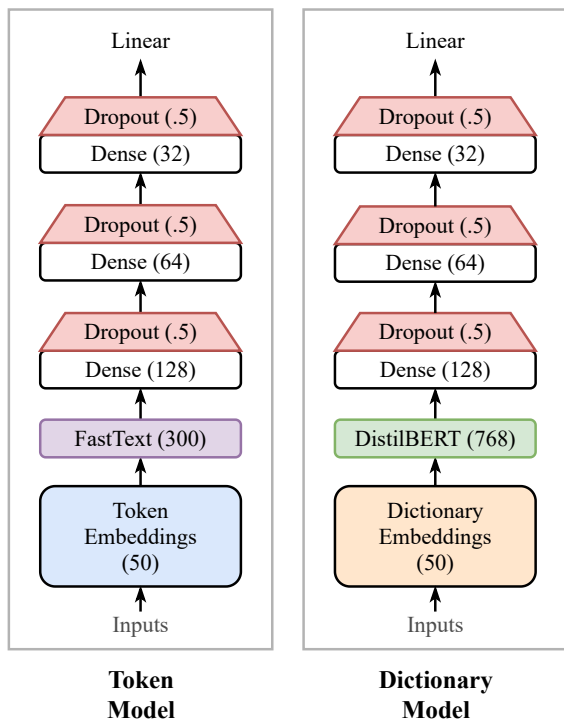 Linear
Dropout (.5)
Dense (32)
Dropout (.5)
Dense (64)
Dropout (.5)
Dense (128)
FastText (300)
Token
Embeddings
(50)
Inputs
Token
Model
Linear
Dropout (.5)
Dense (32)
Dropout (.5)
Dense (64)
Dropout (.5)
Dense (128)
DistilBERT (768)
Dictionary
Embeddings
(50)
Inputs
Dictionary
Model